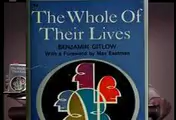 The Whole Of
Their Lives
BENJAMIN GITLOW
With a Foreword by Max Eastman